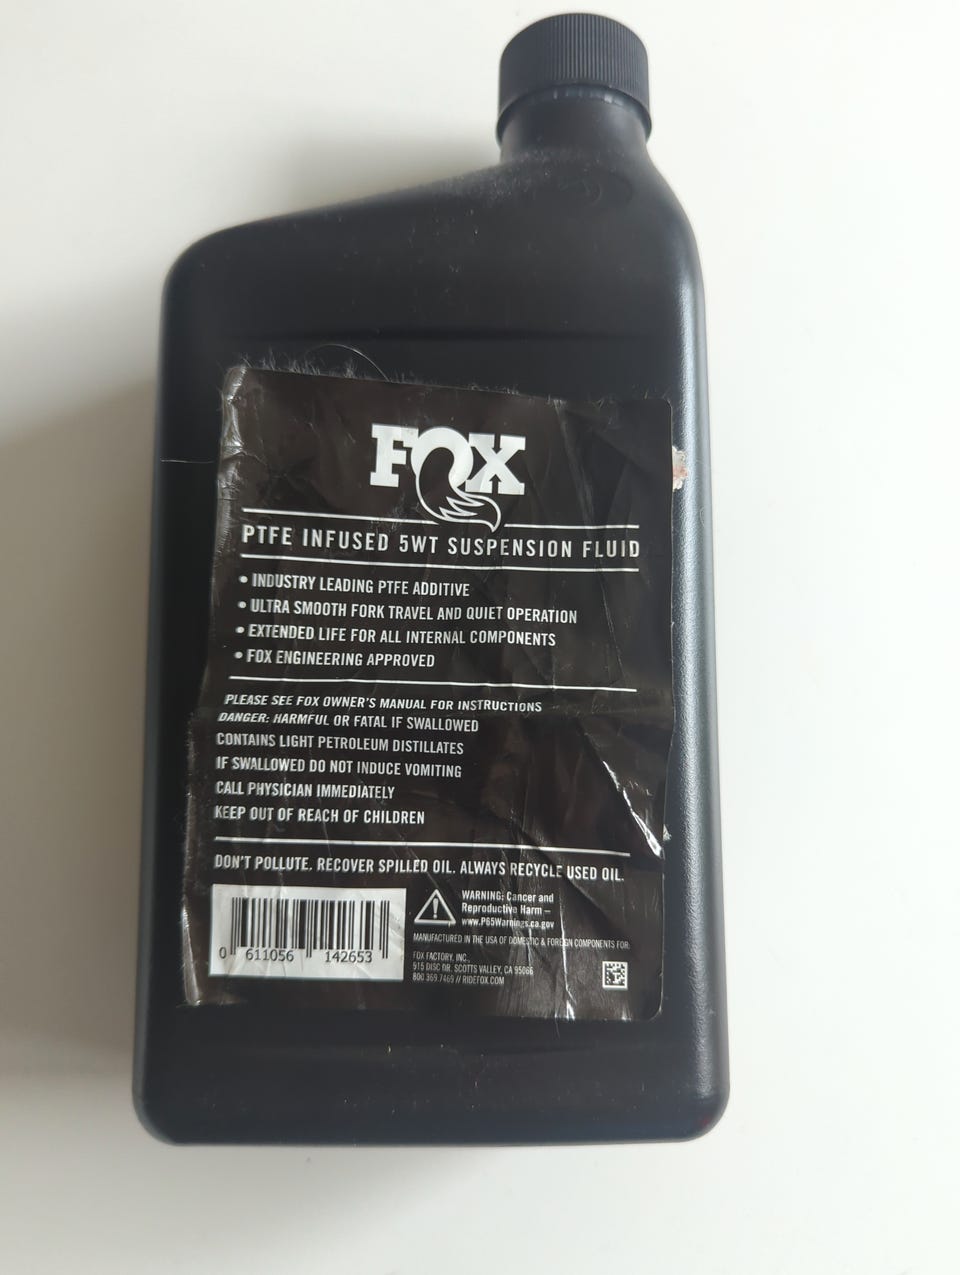 FOX
PTFE INFUSED 5WT SUSPENSION FLUID
• INDUSTRY LEADING PTFE ADDITIVE
• ULTRA SMOOTH FORK TRAVEL AND QUIET OPERATION
• EXTENDED LIFE FOR ALL INTERNAL COMPONENTS
• FOX ENGINEERING APPROVED
PLEASE SEE FOX OWNER'S MANUAL FOR INSTRUCTIONS
DANGER: HARMFUL OR FATAL IF SWALLOWED
CONTAINS LIGHT PETROLEUM DISTILLATES
IF SWALLOWED DO NOT INDUCE VOMITING
CALL PHYSICIAN IMMEDIATELY
KEEP OUT OF REACH OF CHILDREN
DON'T POLLUTE. RECOVER SPILLED OIL. ALWAYS RECYCLE USED OIL.
0 611056 142653
WARNING: Cancer and
Reproductive Harm –
www.P65Warnings.ca.gov
MANUFACTURED IN THE USA OF DOMESTIC & FOREIGN COMPONENTS FOR
FOX FACTORY, INC.,
915 DISC DR. SCOTTS VALLEY, CA 95066
800 369.7469 // RIDEFOX.COM